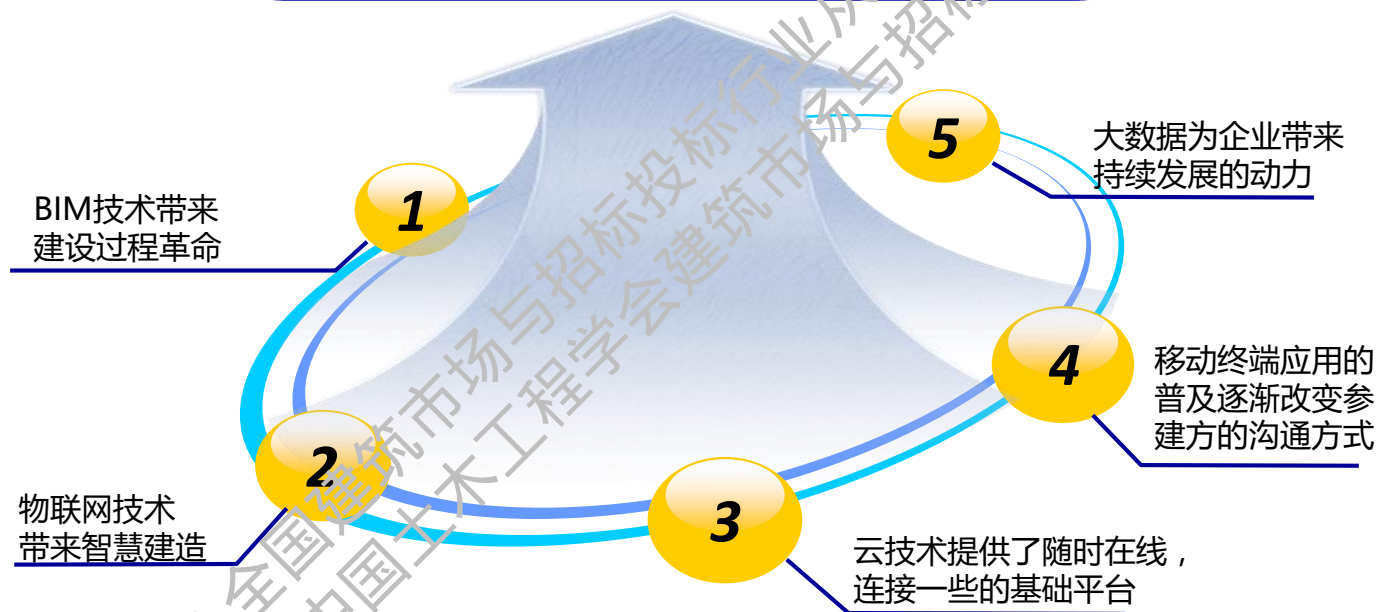 1
BIM技术带来
建设过程革命
2
物联网技术
带来智慧建造
3
云技术提供了随时在线，
连接一些的基础平台
4
移动终端应用的
普及逐渐改变参
建方的沟通方式
5
大数据为企业带来
持续发展的动力
全国建筑市场与招标投标行业从
中国土木工程学会建筑市场与招标